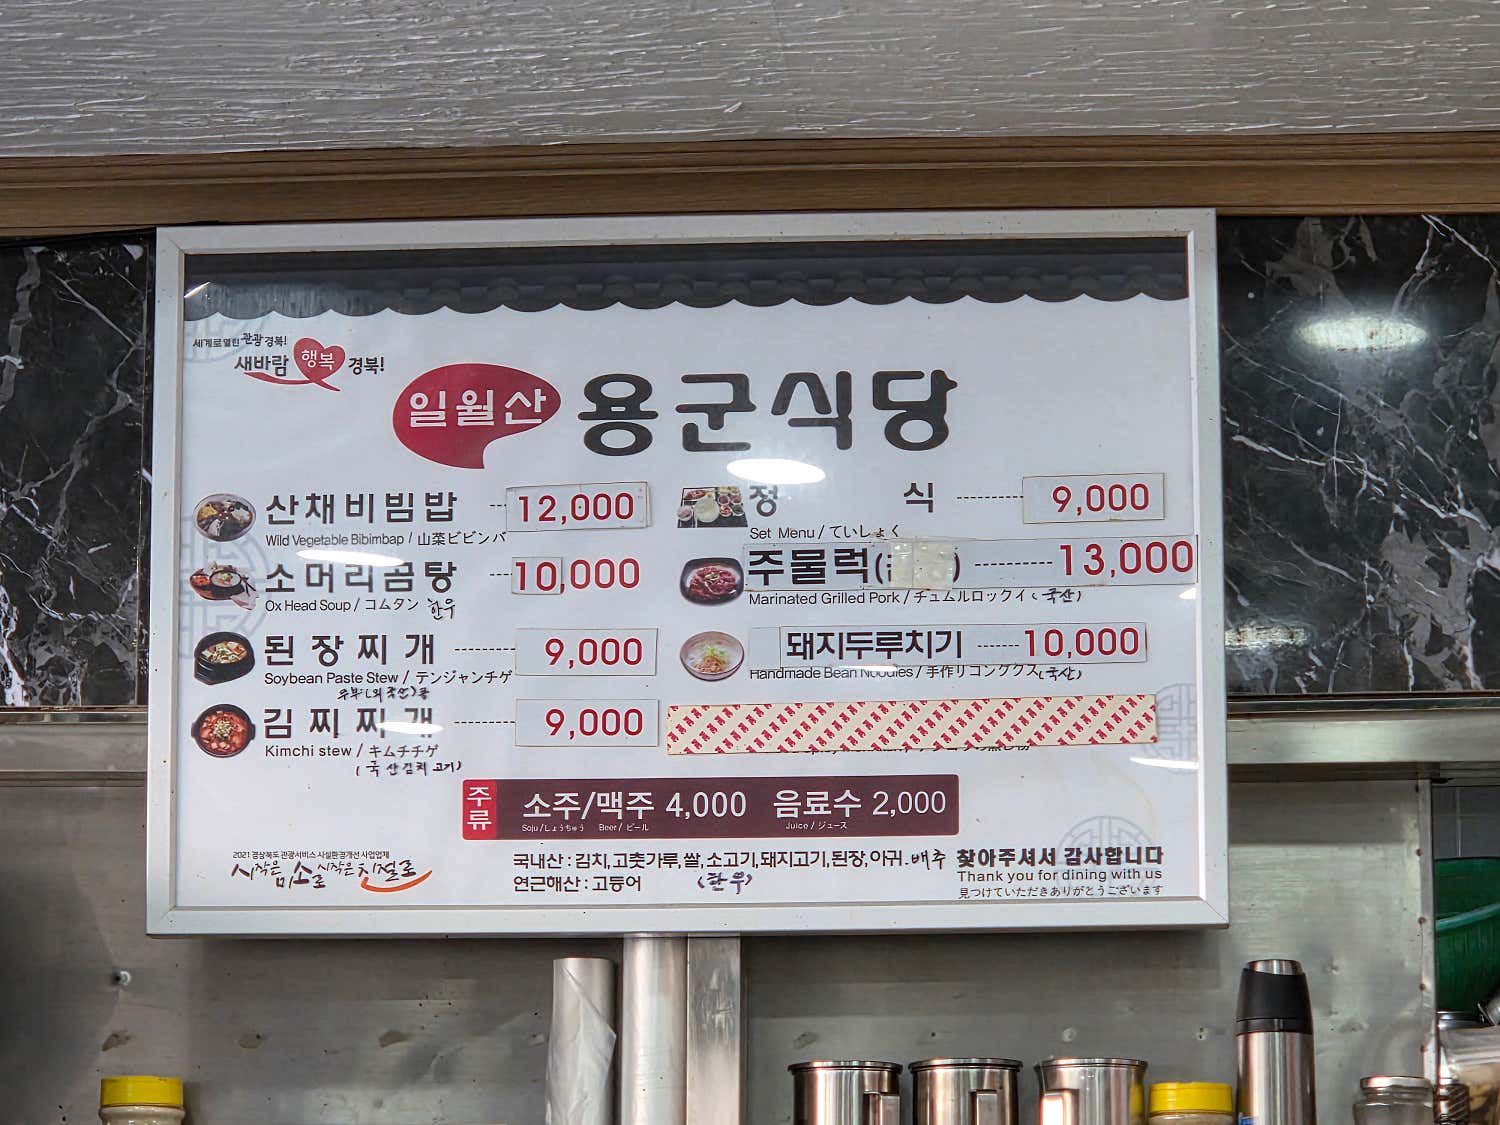 세계로 열린 관광경북!
새바람 행복 경북!
일월산 용군식당
산채비빔밥 12,000
Wild Vegetable Bibimbap / 山菜ビビンバ
소머리곰탕 10,000
Ox Head Soup / コムタン 한우
된장찌개 9,000
Soybean Paste Stew / テンジャンチゲ
김찌찌개 9,000
Kimchi stew / キムチチゲ
(국산김치 고기)
정식 9,000
Set Menu / ていしょく
주물럭( ) 13,000
Marinated Grilled Pork / チュムルロックイ (국산)
돼지두루치기 10,000
Handmade Bean Noodles / 手作りコングクス (국산)
주류 소주/맥주 4,000 음료수 2,000
Soju / しょうちゅう Beer / ビール Juice / ジュース
2021 경상북도 관광서비스 시설환경개선 사업업체
시작은 미소로 시작은 친절로
국내산 : 김치,고춧가루,쌀,소고기,돼지고기,된장,아귀.배추
연근해산 : 고등어 (한우)
찾아주셔서 감사합니다
Thank you for dining with us
見つけていただきありがとうございます